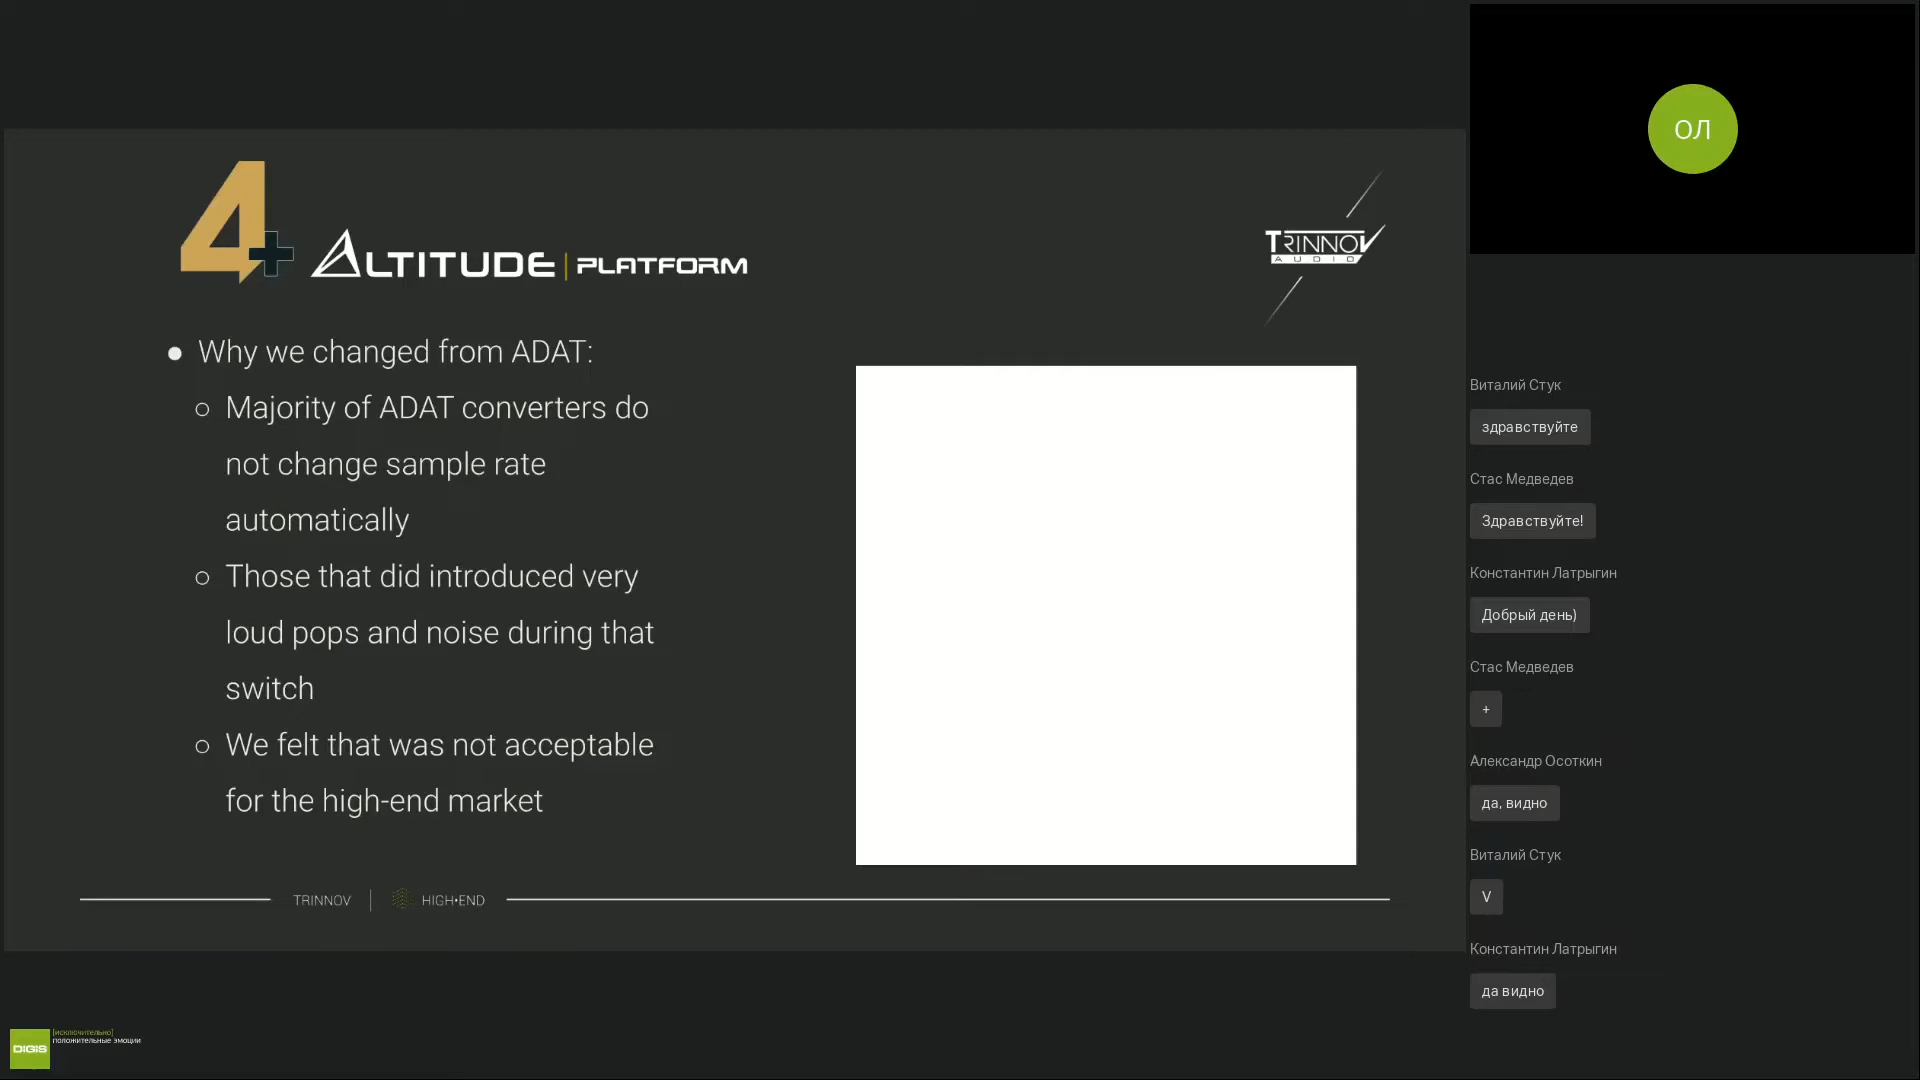 4+ ALTITUDE | PLATFORM
TRINNOV
AUDIO
● Why we changed from ADAT:
○ Majority of ADAT converters do
not change sample rate
automatically
○ Those that did introduced very
loud pops and noise during that
switch
○ We felt that was not acceptable
for the high-end market
TRINNOV | HIGH•END
DIGIS
[исключительно]
положительные эмоции
ОЛ
Виталий Стук
здравствуйте
Стас Медведев
Здравствуйте!
Константин Латрыгин
Добрый день)
Стас Медведев
+
Александр Осоткин
да, видно
Виталий Стук
V
Константин Латрыгин
да видно